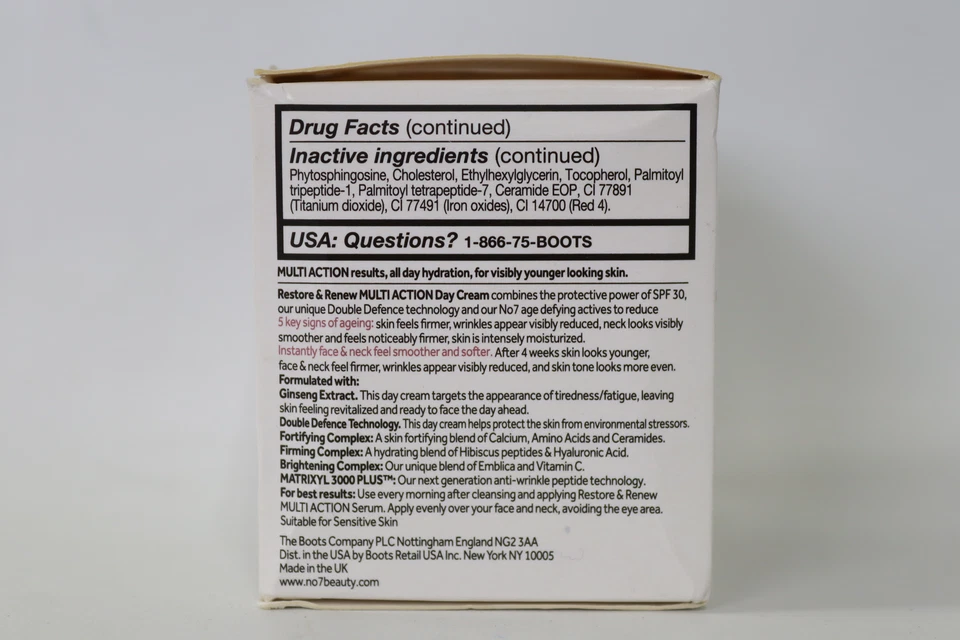 Drug Facts (continued)
Inactive ingredients (continued)
Phytosphingosine, Cholesterol, Ethylhexylglycerin, Tocopherol, Palmitoyl
tripeptide-1, Palmitoyl tetrapeptide-7, Ceramide EOP, CI 77891
(Titanium dioxide), CI 77491 (Iron oxides), CI 14700 (Red 4).
USA: Questions? 1-866-75-BOOTS
MULTI ACTION results, all day hydration, for visibly younger looking skin.
Restore & Renew MULTI ACTION Day Cream combines the protective power of SPF 30,
our unique Double Defence technology and our No7 age defying actives to reduce
5 key signs of ageing: skin feels firmer, wrinkles appear visibly reduced, neck looks visibly
smoother and feels noticeably firmer, skin is intensely moisturized.
Instantly face & neck feel smoother and softer. After 4 weeks skin looks younger,
face & neck feel firmer, wrinkles appear visibly reduced, and skin tone looks more even.
Formulated with:
Ginseng Extract. This day cream targets the appearance of tiredness/fatigue, leaving
skin feeling revitalized and ready to face the day ahead.
Double Defence Technology. This day cream helps protect the skin from environmental stressors.
Fortifying Complex: A skin fortifying blend of Calcium, Amino Acids and Ceramides.
Firming Complex: A hydrating blend of Hibiscus peptides & Hyaluronic Acid.
Brightening Complex: Our unique blend of Emblica and Vitamin C.
MATRIXYL 3000 PLUS™: Our next generation anti-wrinkle peptide technology.
For best results: Use every morning after cleansing and applying Restore & Renew
MULTI ACTION Serum. Apply evenly over your face and neck, avoiding the eye area.
Suitable for Sensitive Skin
The Boots Company PLC Nottingham England NG2 3AA
Dist. in the USA by Boots Retail USA Inc. New York NY 10005
Made in the UK
www.no7beauty.com